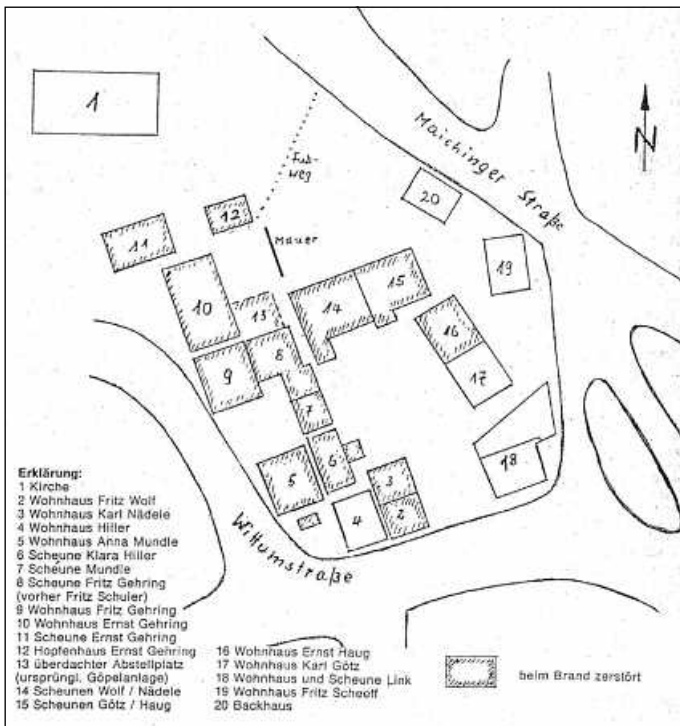 1
N
Maichinger Straße
Fuß-
weg
Mauer
20
12
11
19
10
15
14
13
16
8
9
17
7
6
5
3
18
4
2
Wittumstraße
Erklärung:
1 Kirche
2 Wohnhaus Fritz Wolf
3 Wohnhaus Karl Nädele
4 Wohnhaus Hiller
5 Wohnhaus Anna Mundle
6 Scheune Klara Hiller
7 Scheune Mundle
8 Scheune Fritz Gehring
(vorher Fritz Schuler)
9 Wohnhaus Fritz Gehring
10 Wohnhaus Ernst Gehring
11 Scheune Ernst Gehring
12 Hopfenhaus Ernst Gehring
13 überdachter Abstellplatz
(ursprüngl. Göpelanlage)
14 Scheunen Wolf / Nädele
15 Scheunen Götz / Haug
16 Wohnhaus Ernst Haug
17 Wohnhaus Karl Götz
18 Wohnhaus und Scheune Link
19 Wohnhaus Fritz Scheoff
20 Backhaus
beim Brand zerstört